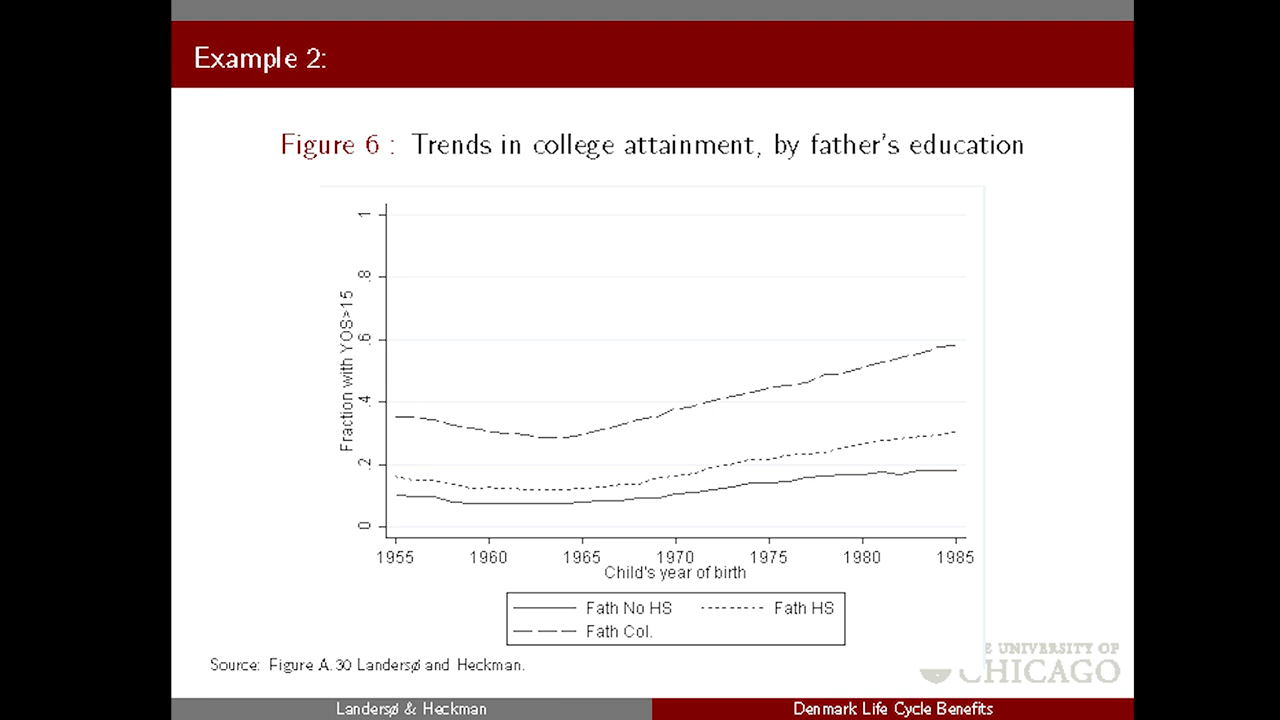 Example 2:
Figure 6 : Trends in college attainment, by father's education
Fraction with YOS>15
1
.8
.6
.4
.2
0
1955 1960 1965 1970 1975 1980 1985
Child's year of birth
Fath No HS Fath HS
Fath Col.
Source: Figure A.30 Landersø and Heckman.
E UNIVERSITY OF
CHICAGO
Landersø & Heckman Denmark Life Cycle Benefits